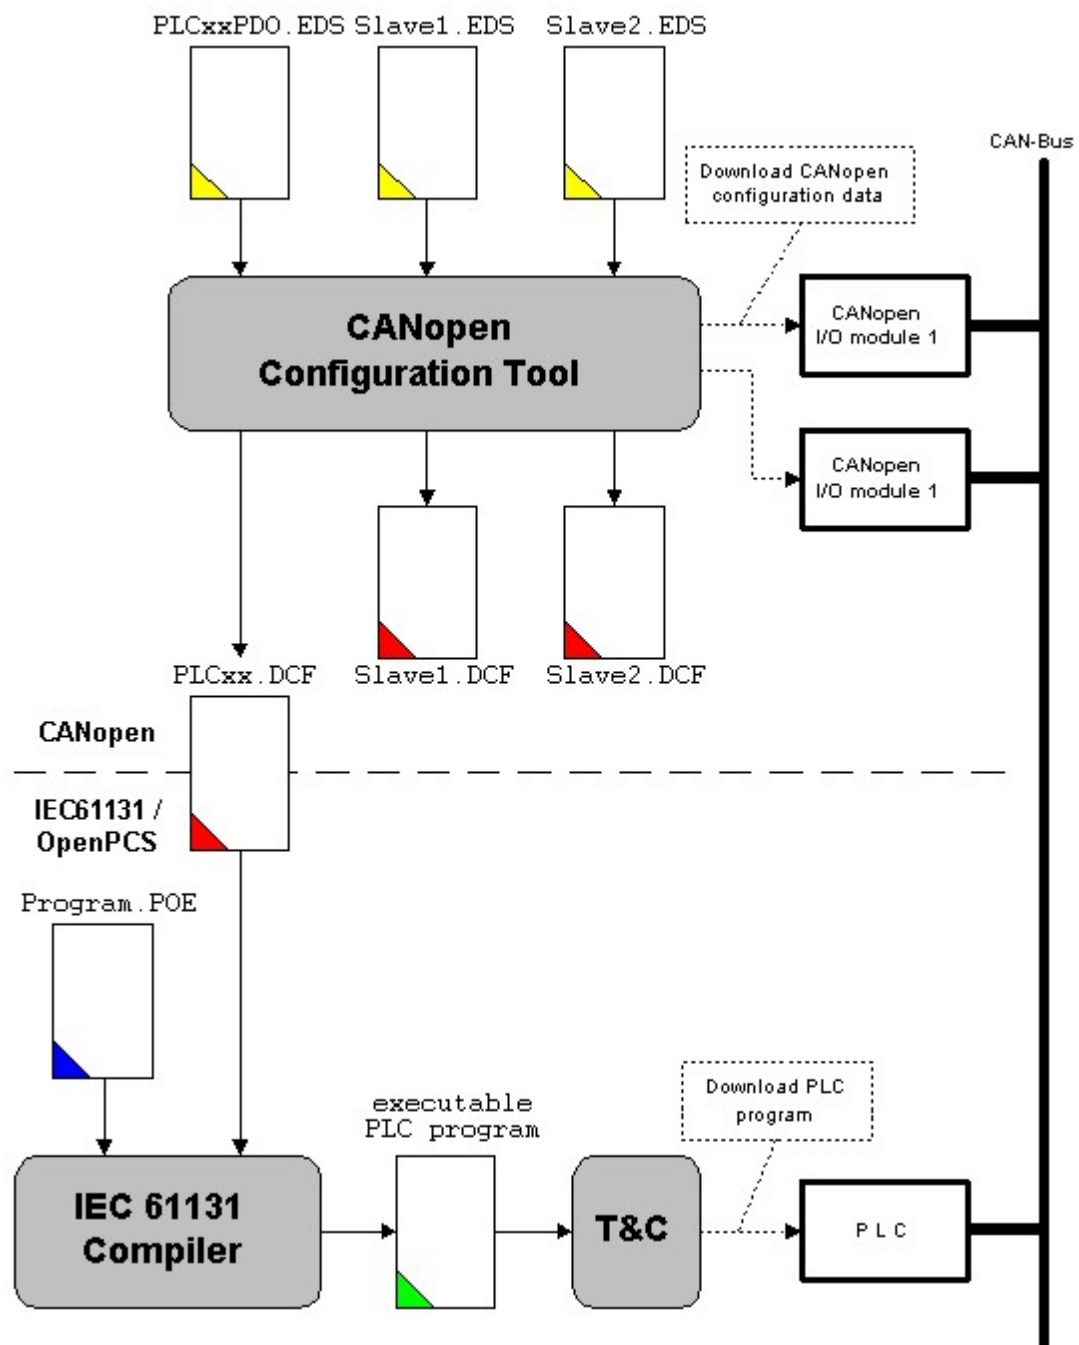 PLCxxPDO.EDS Slave1.EDS Slave2.EDS
CAN-Bus
Download CANopen
configuration data
CANopen
Configuration Tool
CANopen
I/O module 1
CANopen
I/O module 1
PLCxx.DCF Slave1.DCF Slave2.DCF
CANopen
IEC61131 /
OpenPCS
Program.POE
executable
PLC program
Download PLC
program
IEC 61131
Compiler
T&C
PLC